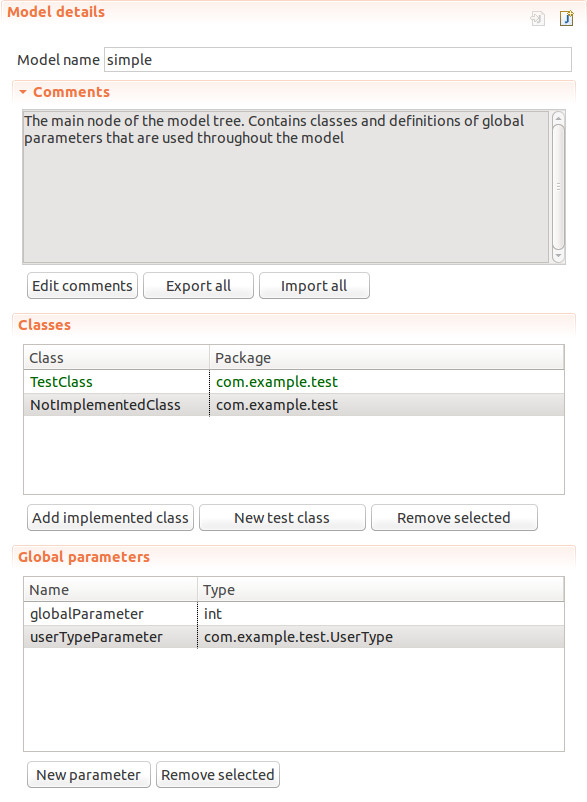 Model details
Model name simple
Comments
The main node of the model tree. Contains classes and definitions of global
parameters that are used throughout the model
Edit comments Export all Import all
Classes
Class Package
TestClass com.example.test
NotImplementedClass com.example.test
Add implemented class New test class Remove selected
Global parameters
Name Type
globalParameter int
userTypeParameter com.example.test.UserType
New parameter Remove selected